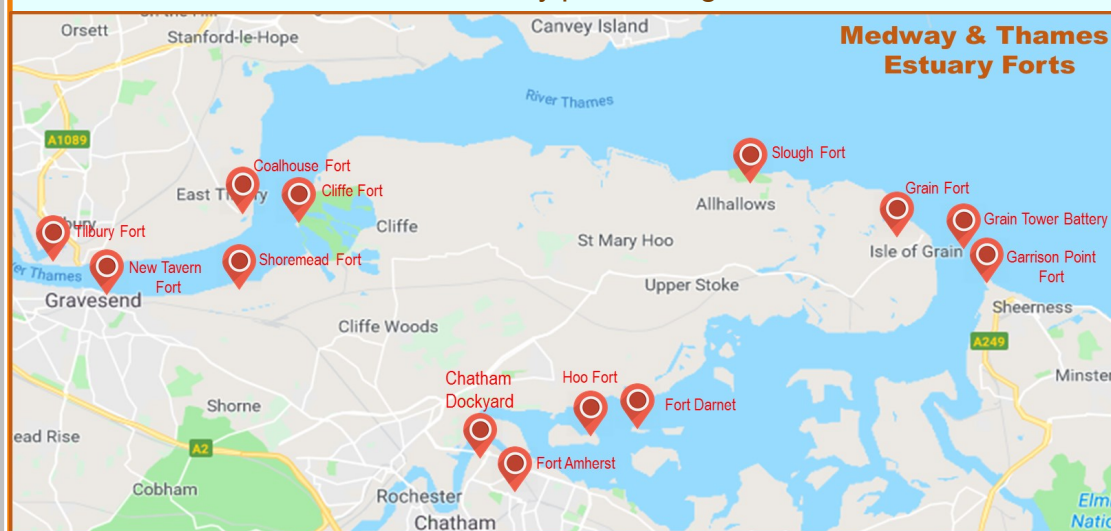 Orsett
Stanford-le-Hope
Canvey Island
Medway & Thames
Estuary Forts
River Thames
A1089
Coalhouse Fort
Slough Fort
East
Cliffe Fort
Grain Fort
Allhallows
Tilbury Fort
Cliffe
St Mary Hoo
Grain Tower Battery
Isle of Grain
New Tavern
Fort
Shoremead Fort
Garrison Point
Fort
Thames
Gravesend
Upper Stoke
Sheerness
Cliffe Woods
A249
Chatham
Dockyard
Hoo Fort
Minster
Shorne
Fort Darnet
ead Rise
A2
Fort Amherst
Cobham
Rochester
Chatham
Elm
Natio